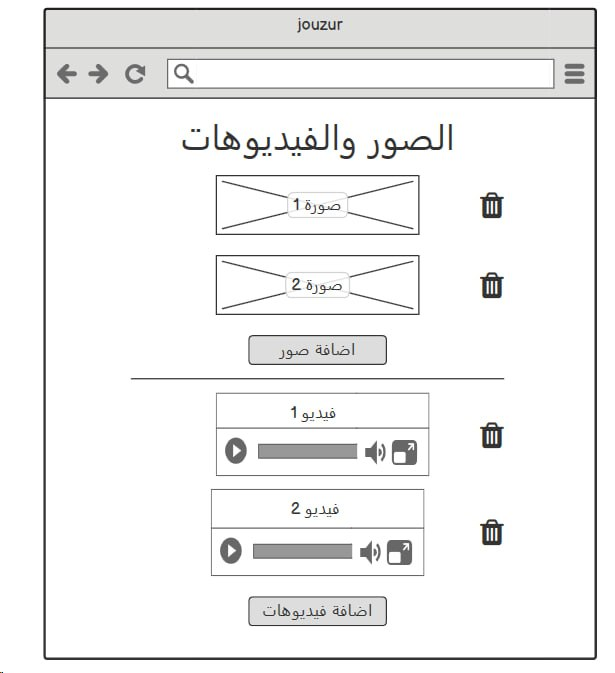 jouzur
الصور والفيديوهات
صورة 1
صورة 2
اضافة صور
فيديو 1
فيديو 2
اضافة فيديوهات